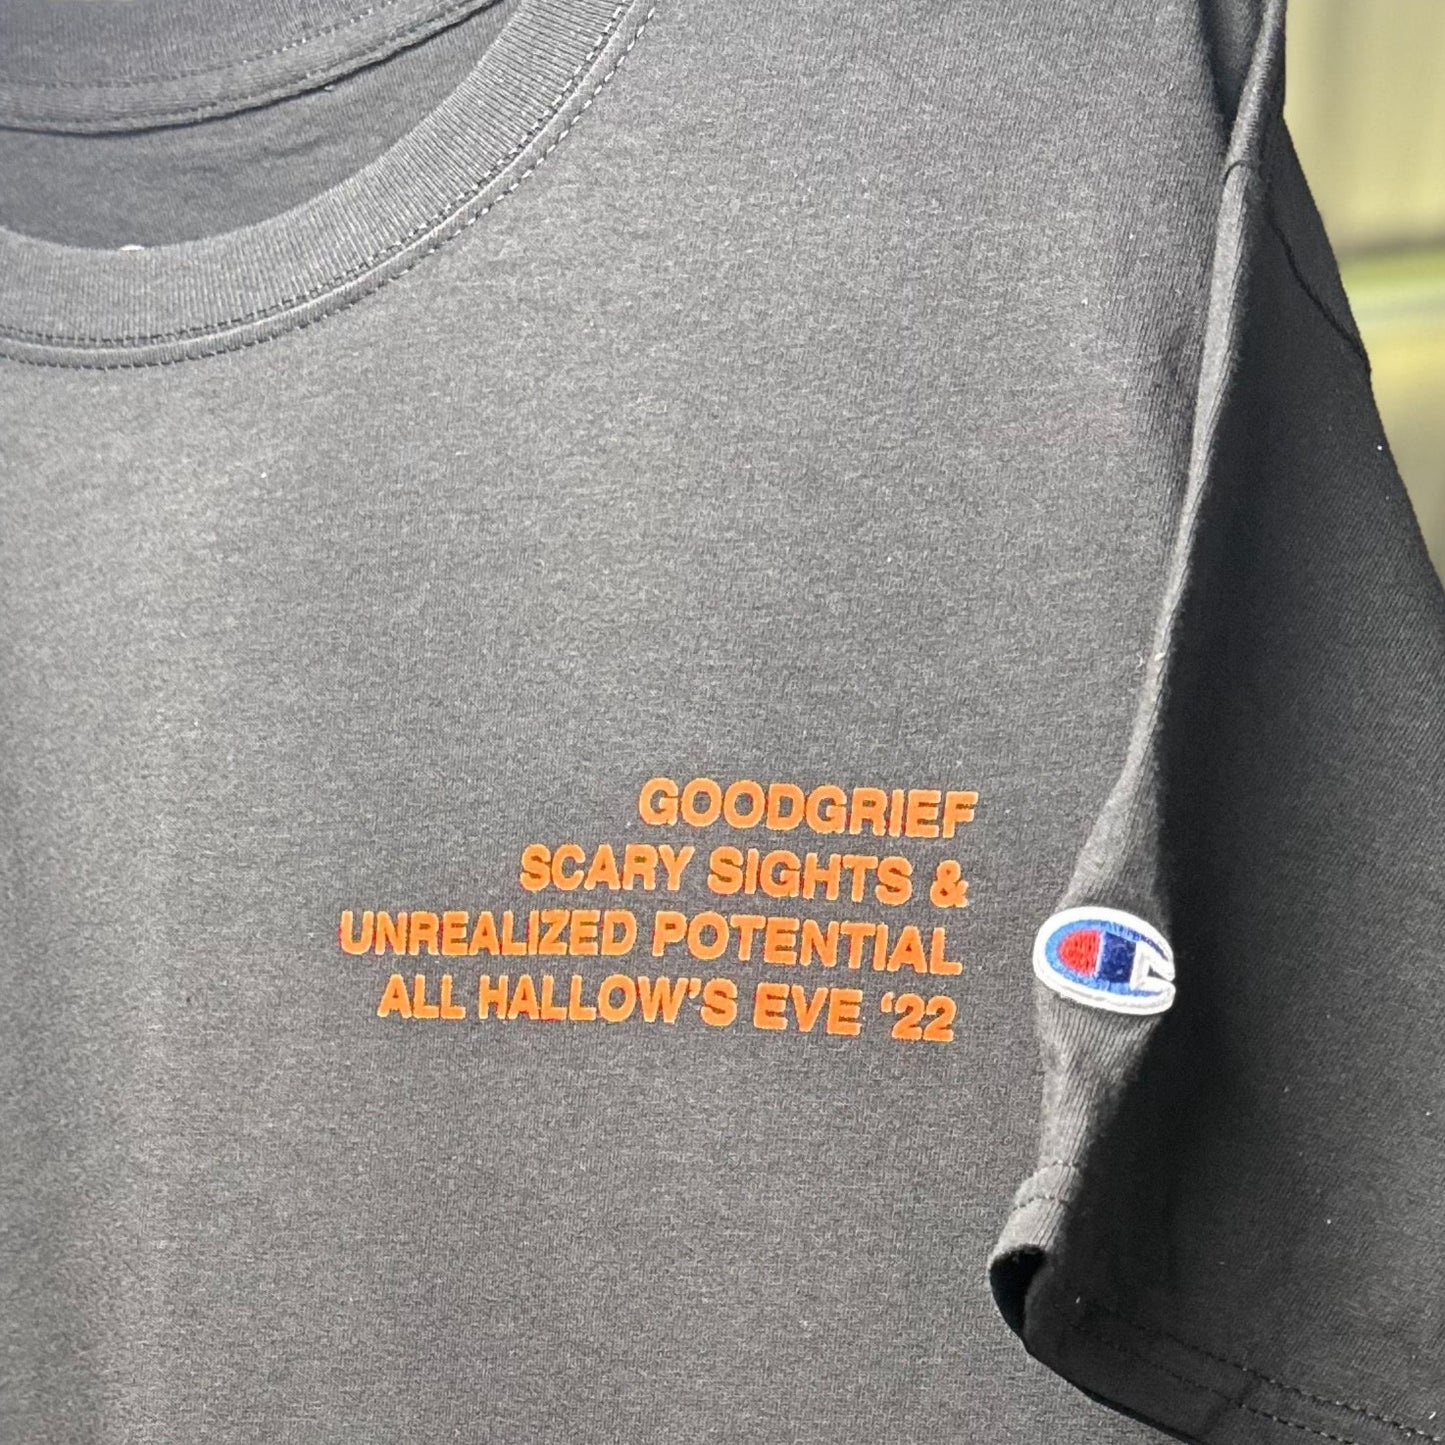 GOODGRIEF
SCARY SIGHTS &
UNREALIZED POTENTIAL
ALL HALLOW'S EVE ‘22